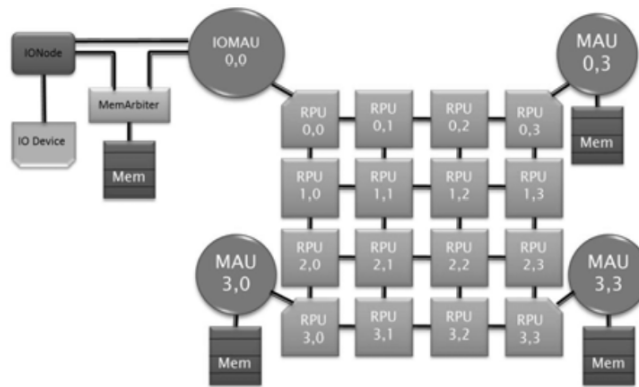 IONode
IOMAU
0,0
MAU
0,3
MemArbiter
IO Device
Mem
Mem
RPU
0,0
RPU
0,1
RPU
0,2
RPU
0,3
RPU
1,0
RPU
1,1
RPU
1,2
RPU
1,3
MAU
3,0
RPU
2,0
RPU
2,1
RPU
2,2
RPU
2,3
MAU
3,3
RPU
3,0
RPU
3,1
RPU
3,2
RPU
3,3
Mem
Mem